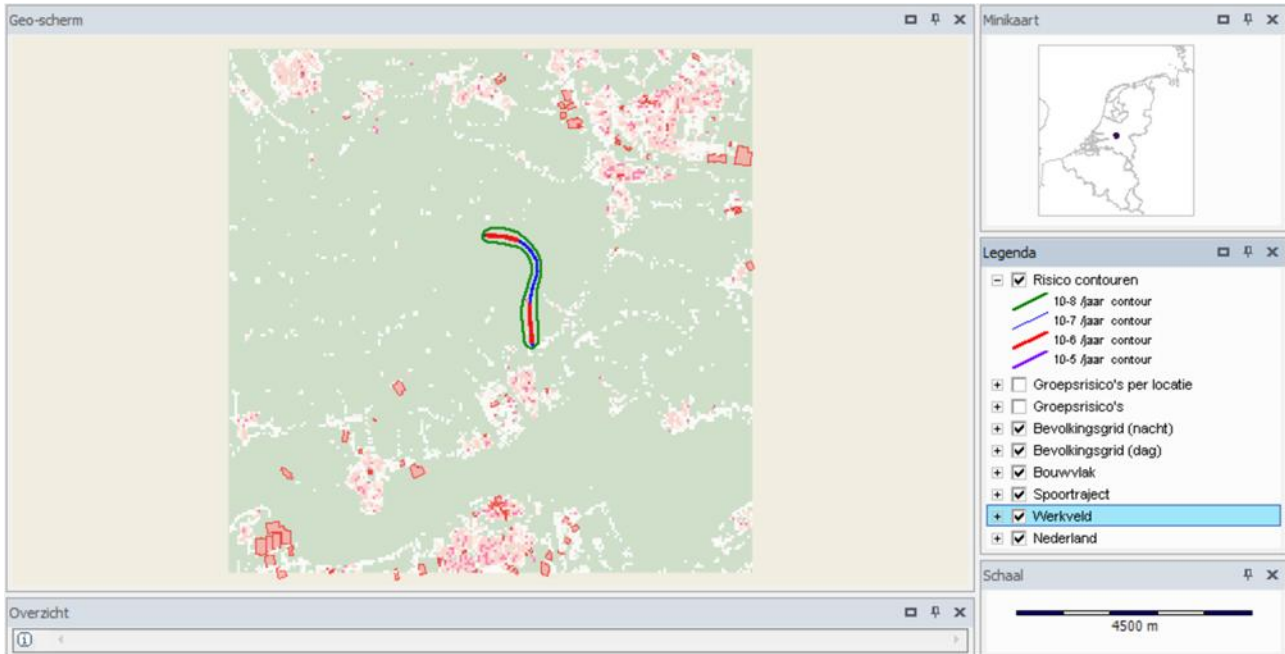 Geo-scherm
Minikaart
Legenda
Risico contouren
10-8 /jaar contour
10-7 /jaar contour
10-6 /jaar contour
10-5 /jaar contour
Groepsrisico's per locatie
Groepsrisico's
Bevolkingsgrid (nacht)
Bevolkingsgrid (dag)
Bouwvlak
Spoortraject
Werkveld
Nederland
Schaal
4500 m
Overzicht